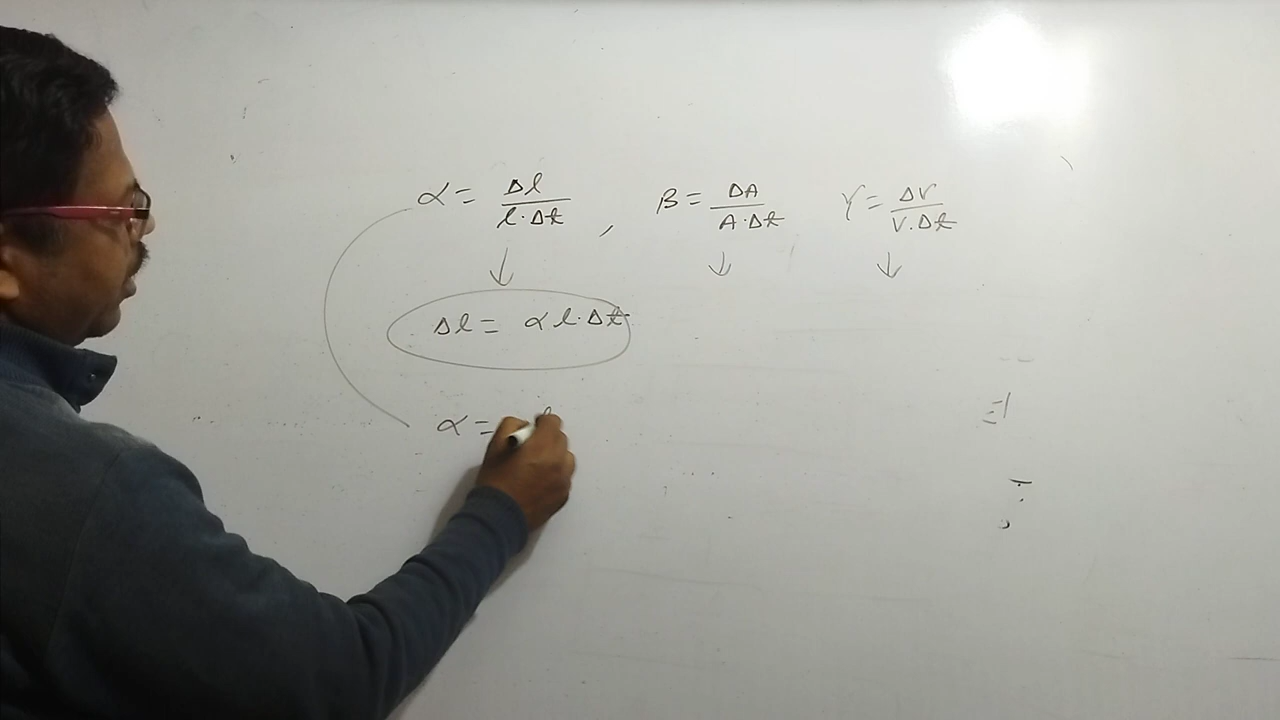 α = Δl / l·Δt , β = ΔA / A·Δt γ = ΔV / V·Δt
↓ ↓ ↓
Δl = α l·Δt
α =